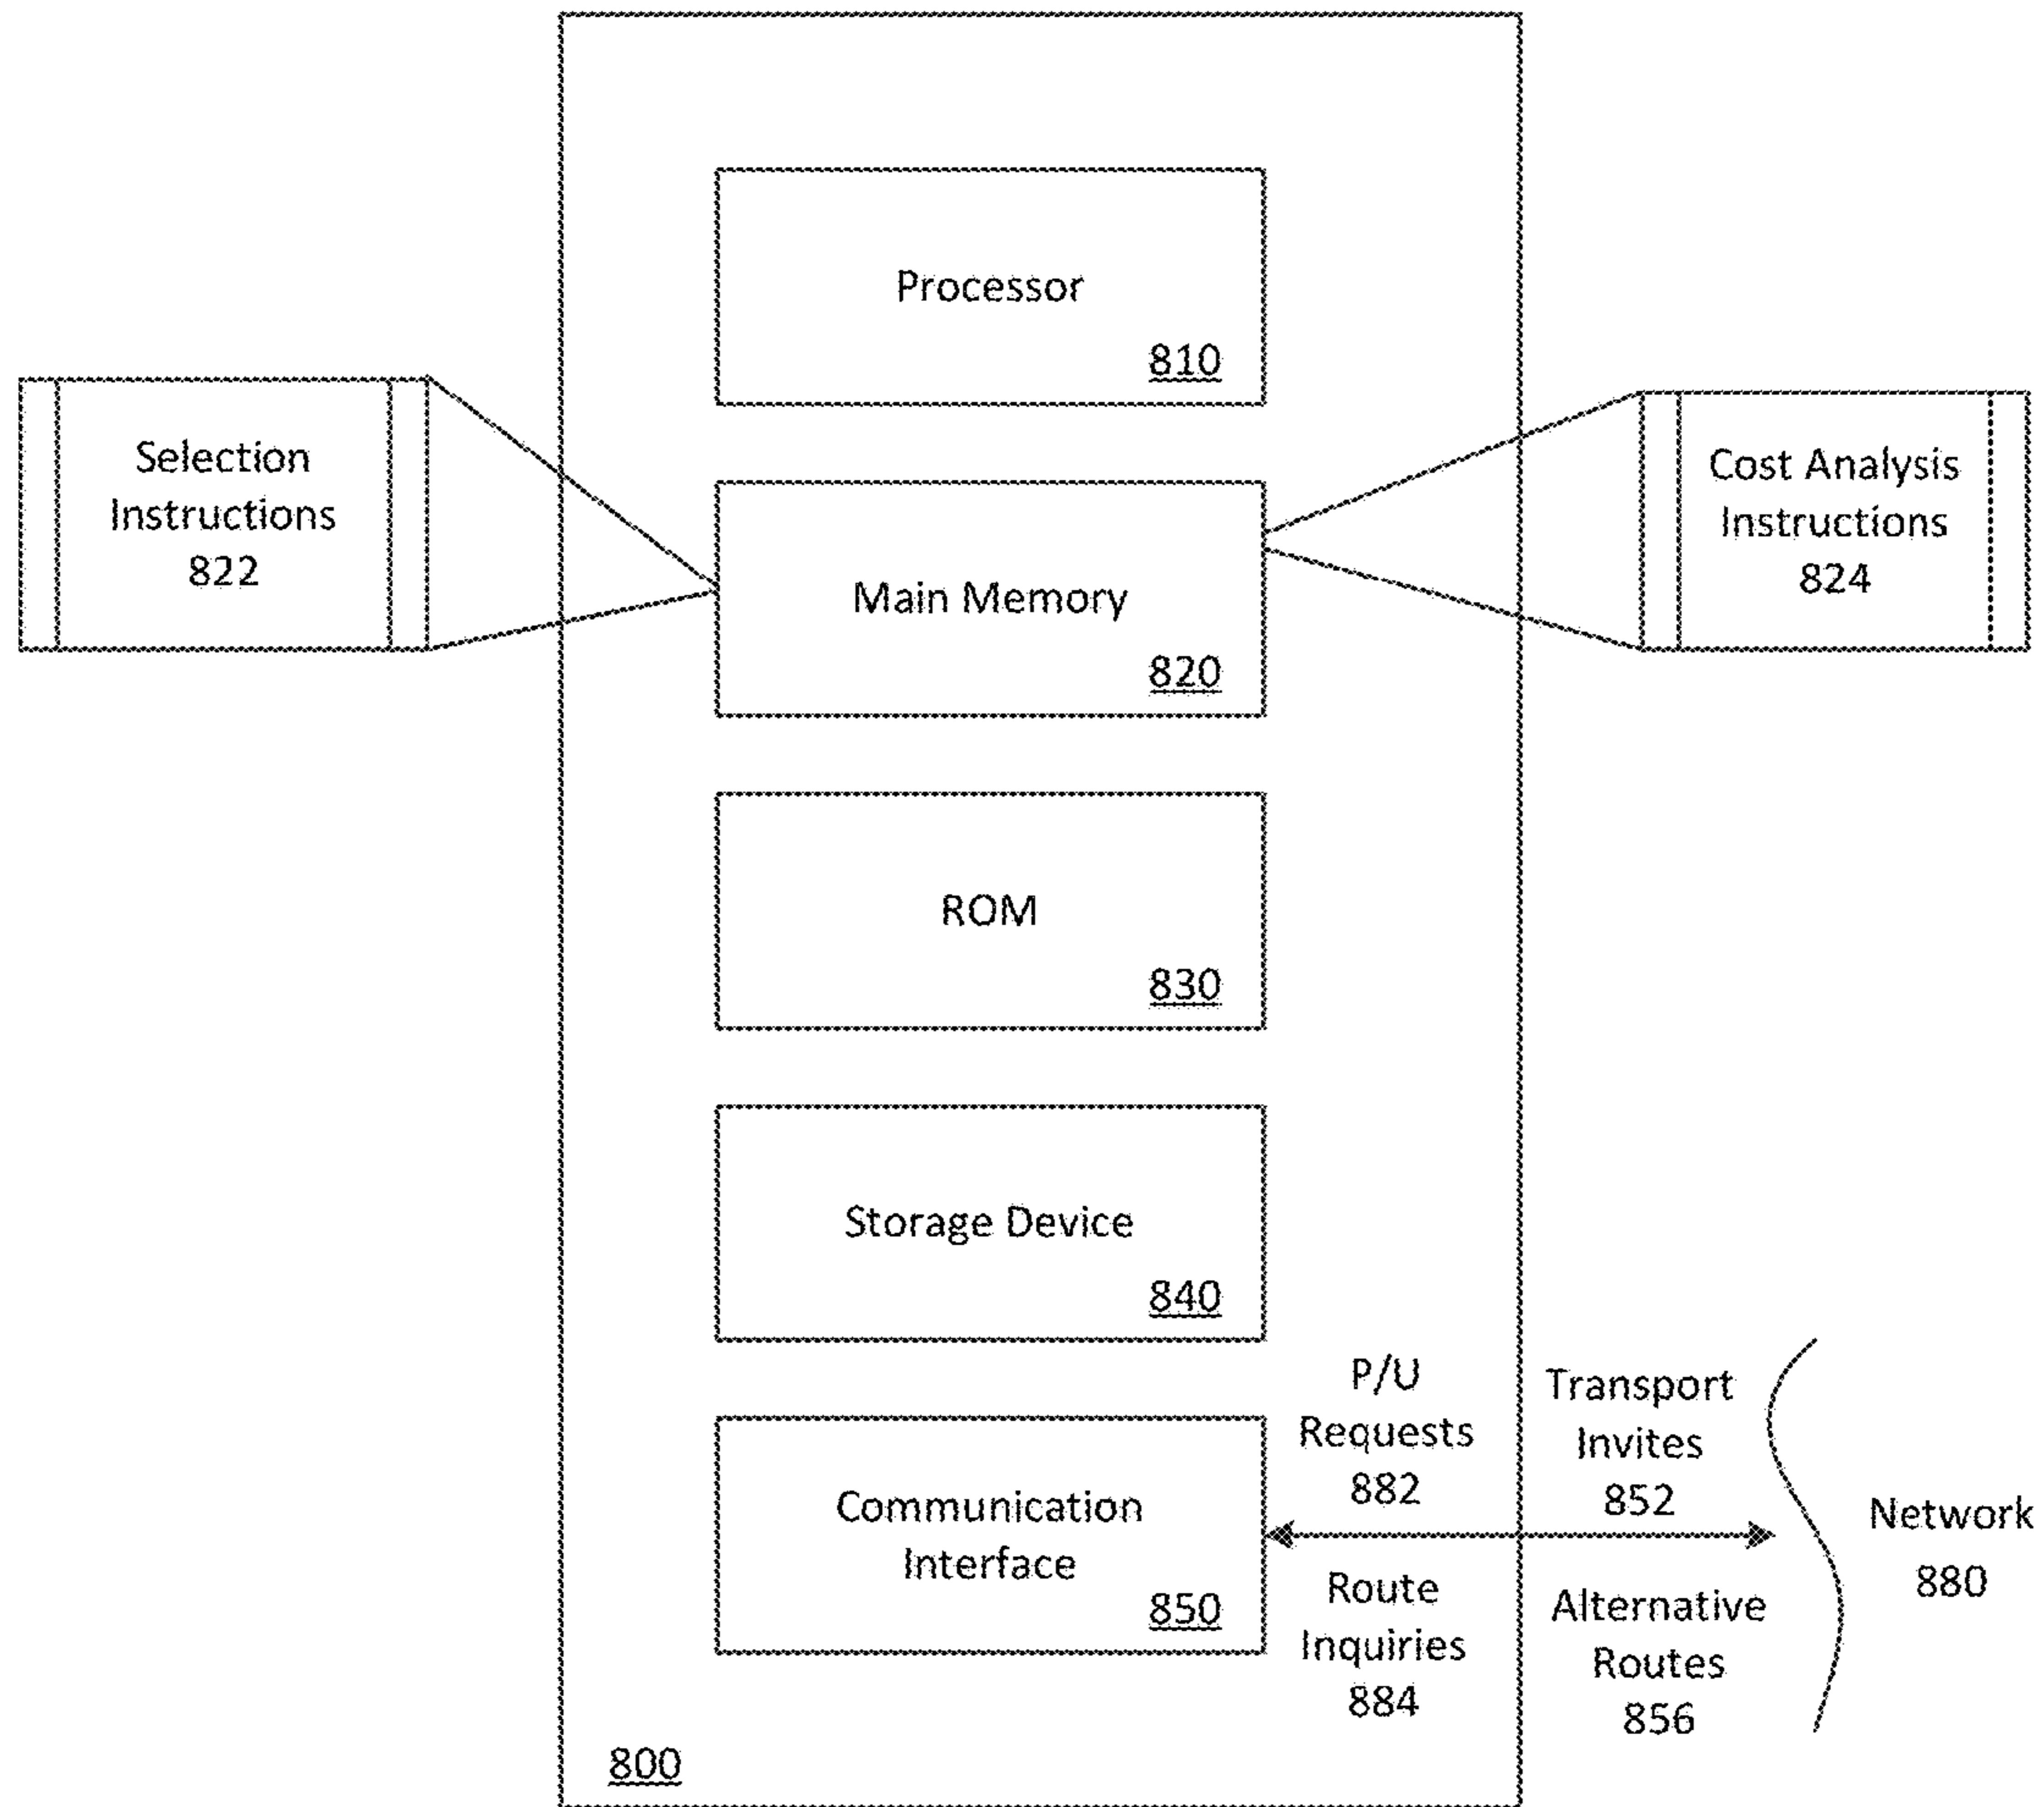 Processor
810
Selection
Instructions
822
Cost Analysis
Instructions
824
Main Memory
820
ROM
830
Storage Device
840
P/U
Requests
882
Transport
Invites
852
Communication
Interface
850
Network
880
Route
Inquiries
884
Alternative
Routes
856
800